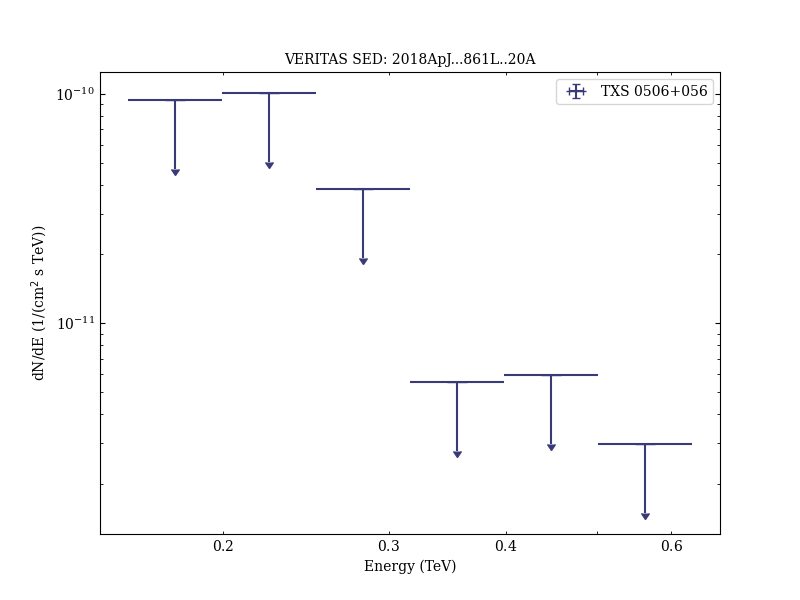 VERITAS SED: 2018ApJ...861L..20A
TXS 0506+056
dN/dE (1/(cm² s TeV))
10⁻¹⁰
10⁻¹¹
0.2 0.3 0.4 0.6
Energy (TeV)